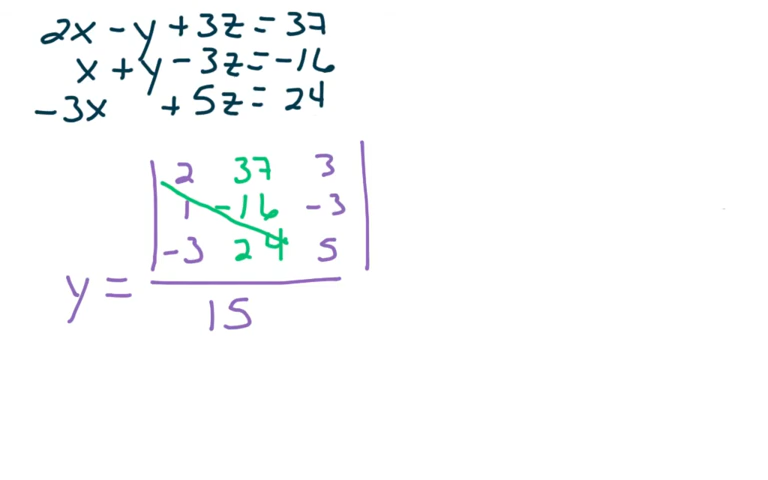 2x - y + 3z = 37
x + y - 3z = -16
-3x + 5z = 24
2 37 3
1 -16 -3
-3 24 5
y =
15